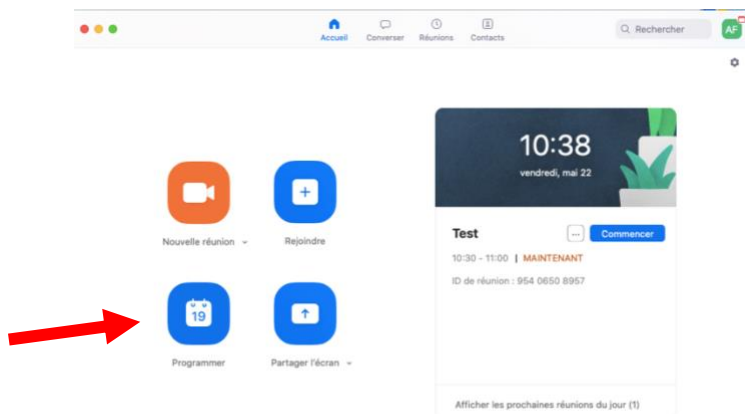 Accueil Converser Réunions Contacts Rechercher AF
10:38
vendredi, mai 22
Nouvelle réunion Rejoindre
Test ... Commencer
10:30 - 11:00 | MAINTENANT
ID de réunion : 954 0650 8957
19
Programmer Partager l'écran
Afficher les prochaines réunions du jour (1)